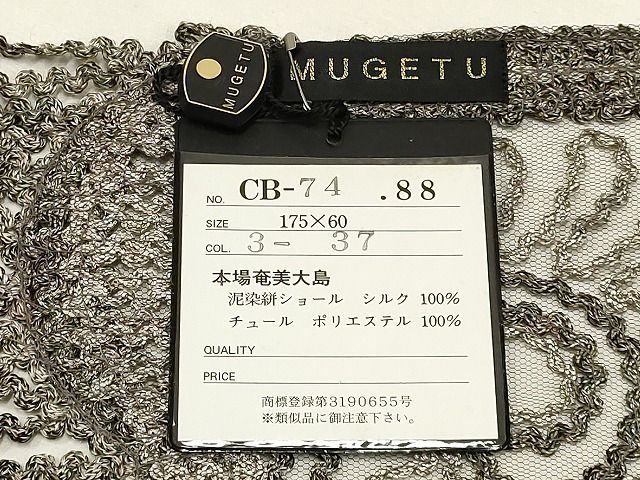 MUGETU
MUGETU
NO. CB-74 .88
SIZE 175×60
COL. 3- 37
本場奄美大島
泥染絣ショール シルク 100%
チュール ポリエステル 100%
QUALITY
PRICE
商標登録第3190655号
※類似品に御注意下さい。